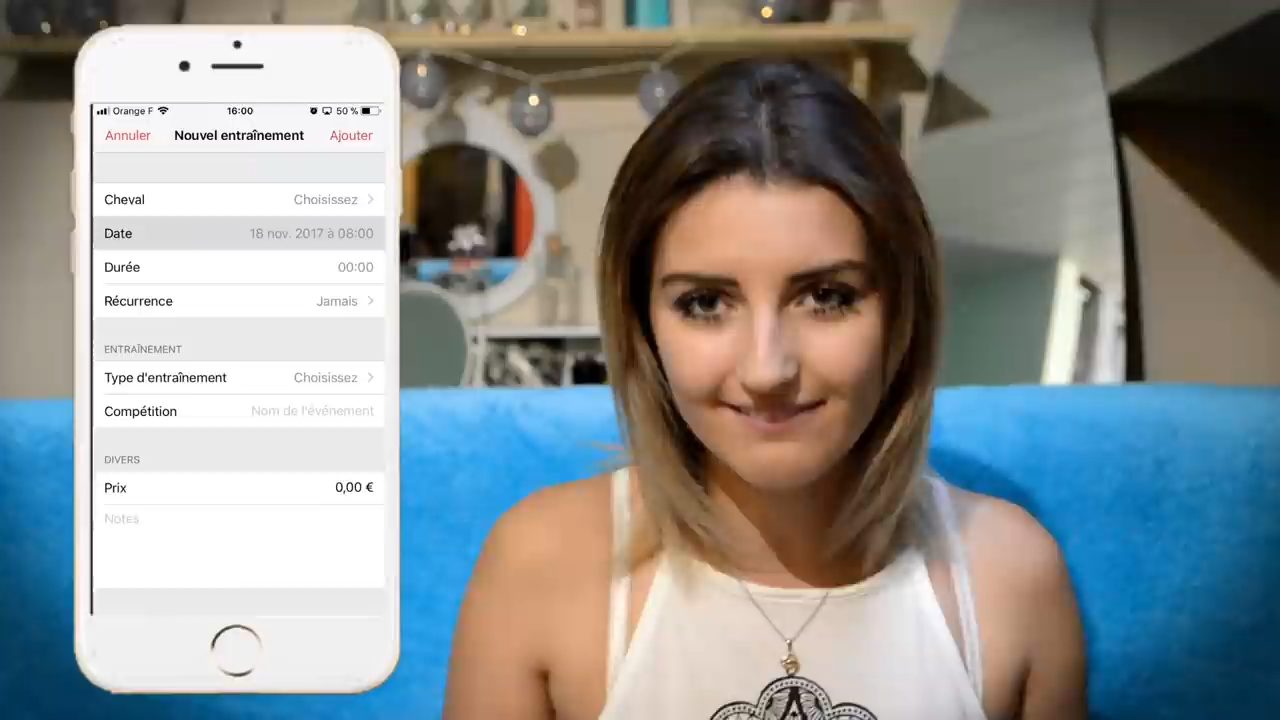 Orange F 16:00 50 %
Annuler Nouvel entraînement Ajouter
Cheval Choisissez
Date 18 nov. 2017 à 08:00
Durée 00:00
Récurrence Jamais
ENTRAÎNEMENT
Type d'entraînement Choisissez
Compétition Nom de l'événement
DIVERS
Prix 0,00 €
Notes